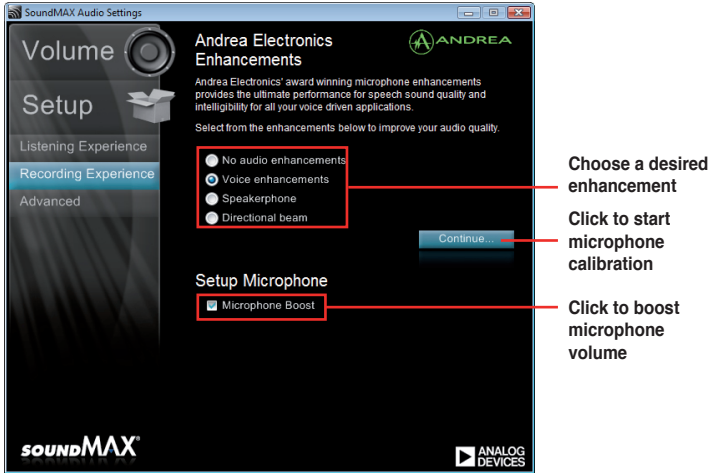 SoundMAX Audio Settings
Volume
Setup
Listening Experience
Recording Experience
Advanced
Andrea Electronics
Enhancements
ANDREA
Andrea Electronics' award winning microphone enhancements
provides the ultimate performance for speech sound quality and
intelligibility for all your voice driven applications.
Select from the enhancements below to improve your audio quality.
No audio enhancements
Voice enhancements
Speakerphone
Directional beam
Continue...
Setup Microphone
Microphone Boost
SOUNDMAX®
ANALOG
DEVICES
Choose a desired
enhancement
Click to start
microphone
calibration
Click to boost
microphone
volume